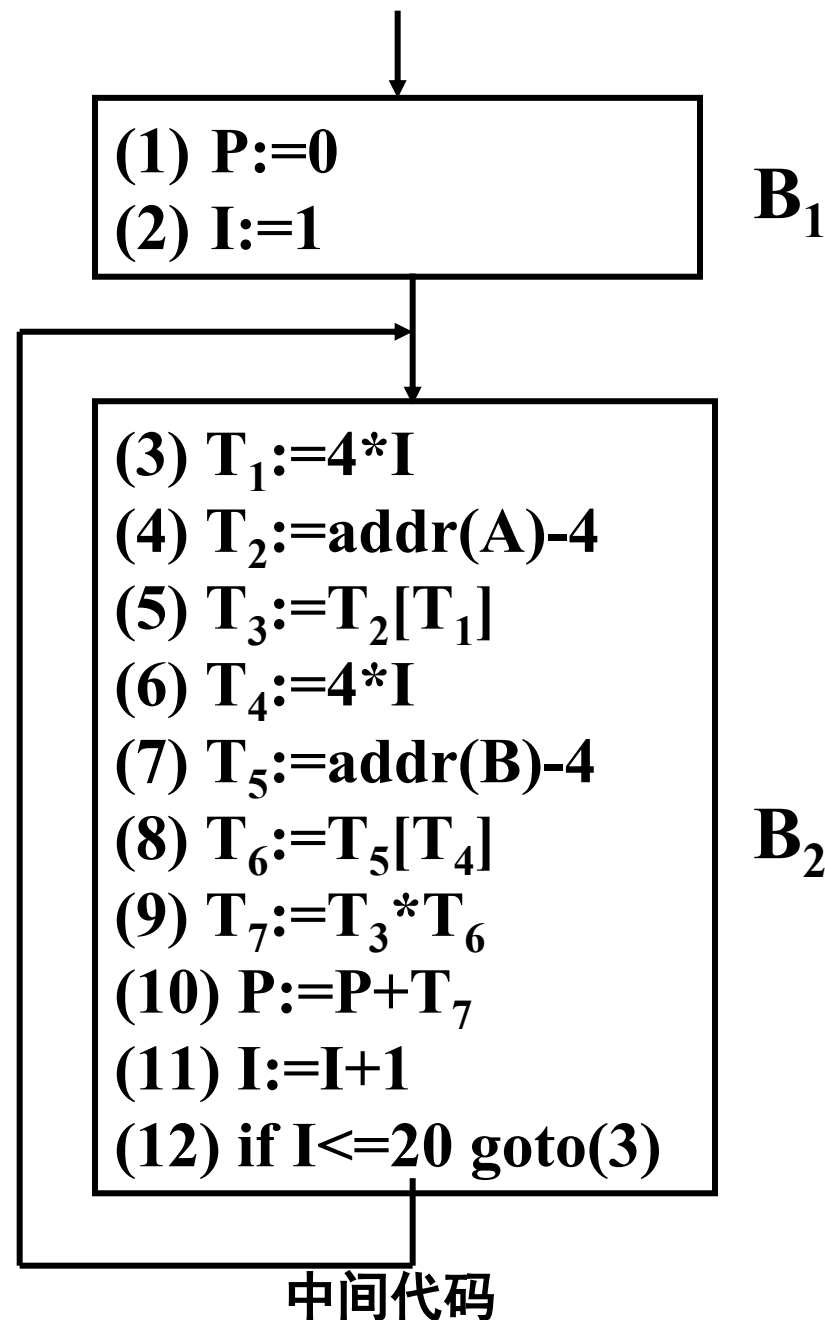 (1) P:=0
(2) I:=1
B₁
(3) T₁:=4*I
(4) T₂:=addr(A)-4
(5) T₃:=T₂[T₁]
(6) T₄:=4*I
(7) T₅:=addr(B)-4
(8) T₆:=T₅[T₄]
(9) T₇:=T₃*T₆
(10) P:=P+T₇
(11) I:=I+1
(12) if I<=20 goto(3)
B₂
中间代码